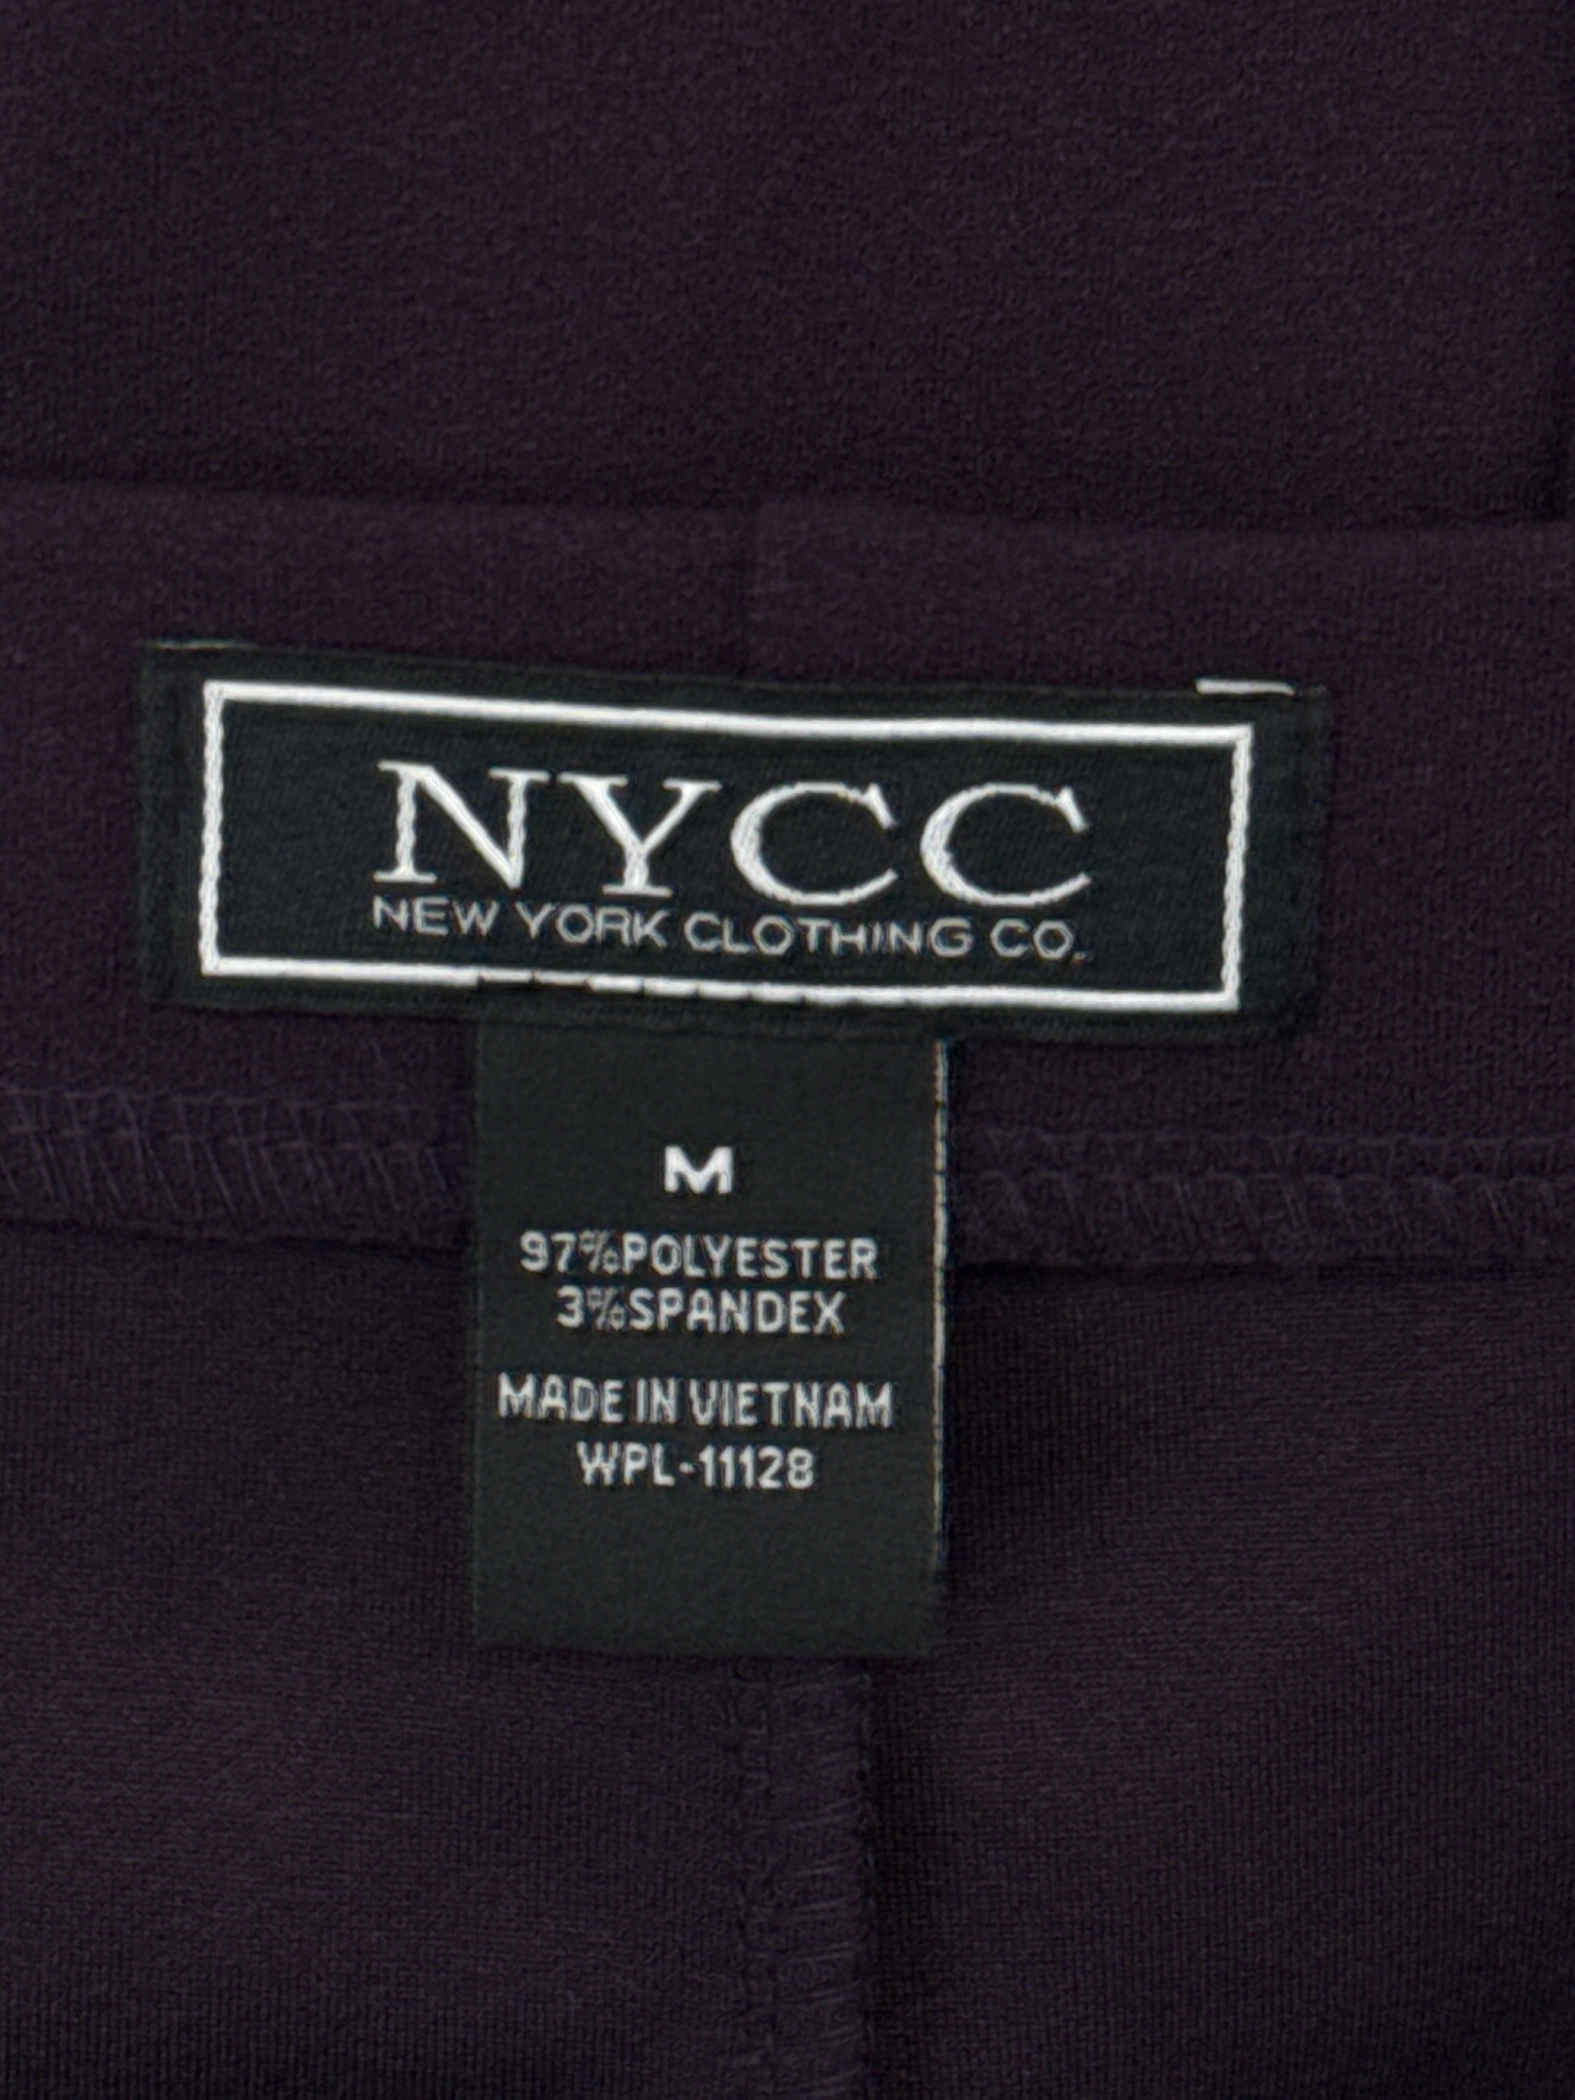 NYCC
NEW YORK CLOTHING CO.
M
97%POLYESTER
3%SPANDEX
MADE IN VIETNAM
WPL-11128